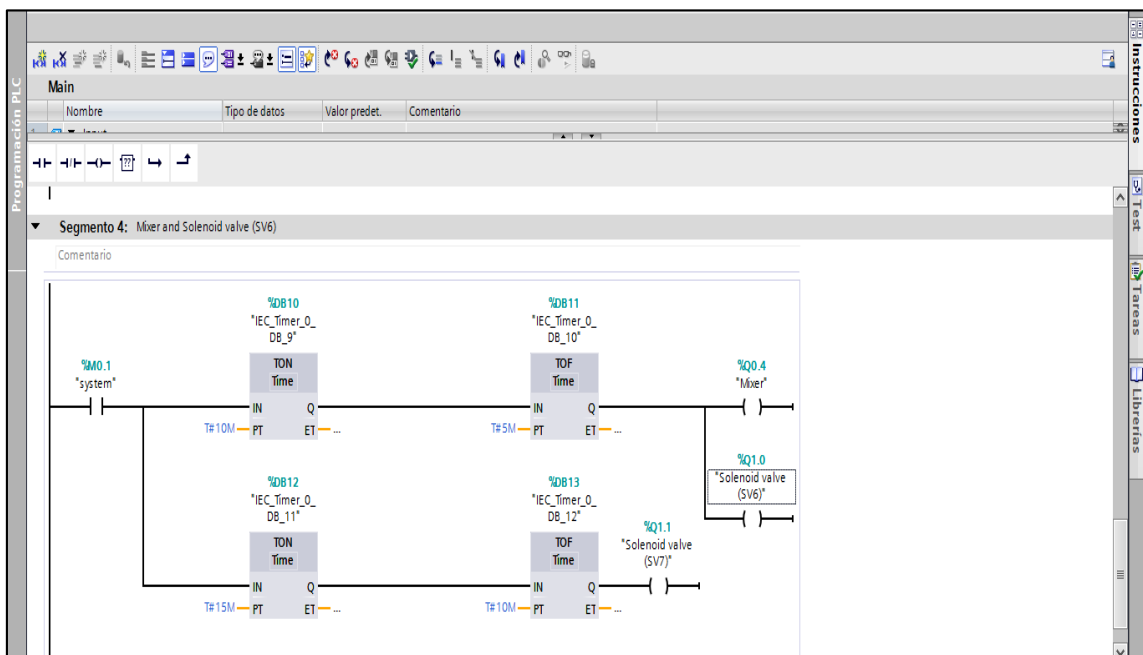 Programación PLC
Main
Nombre Tipo de datos Valor predet. Comentario
??
Segmento 4: Mixer and Solenoid valve (SV6)
Comentario
%DB10
"IEC_Timer_0_
DB_9"
TON
Time
IN Q
T#10M PT ET ...
%DB11
"IEC_Timer_0_
DB_10"
TOF
Time
IN Q
T#5M PT ET ...
%M0.1
"system"
%Q0.4
"Mixer"
%Q1.0
"Solenoid valve
(SV6)"
%DB12
"IEC_Timer_0_
DB_11"
TON
Time
IN Q
T#15M PT ET ...
%DB13
"IEC_Timer_0_
DB_12"
TOF
Time
IN Q
T#10M PT ET ...
%Q1.1
"Solenoid valve
(SV7)"
Instrucciones
Test
Tareas
Librerías